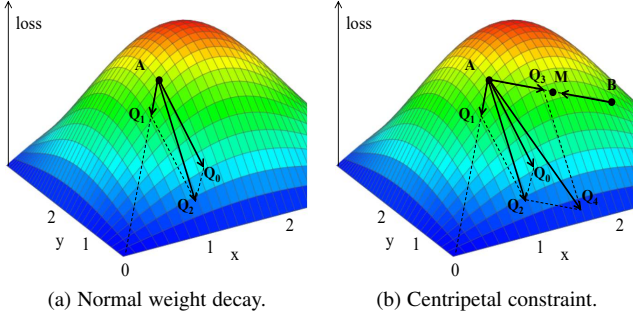 loss
A
Q1
Q0
Q2
2
1
y
0
1
x
2
(a) Normal weight decay.
loss
A
Q3
M
B
Q1
Q0
Q2
Q4
2
1
y
0
1
x
2
(b) Centripetal constraint.